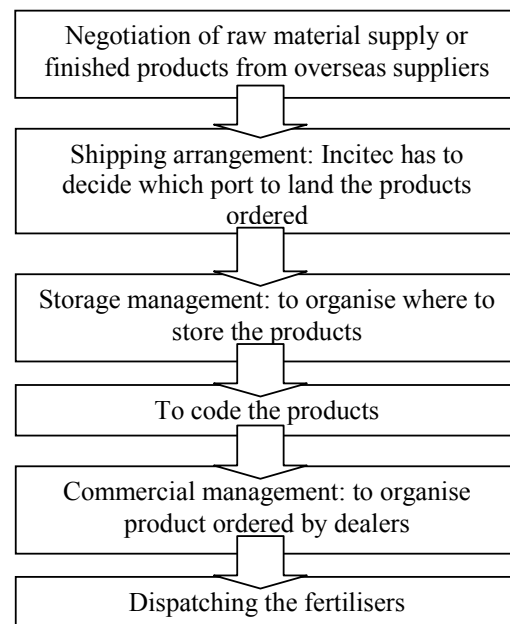 Negotiation of raw material supply or
finished products from overseas suppliers
Shipping arrangement: Incitec has to
decide which port to land the products
ordered
Storage management: to organise where to
store the products
To code the products
Commercial management: to organise
product ordered by dealers
Dispatching the fertilisers